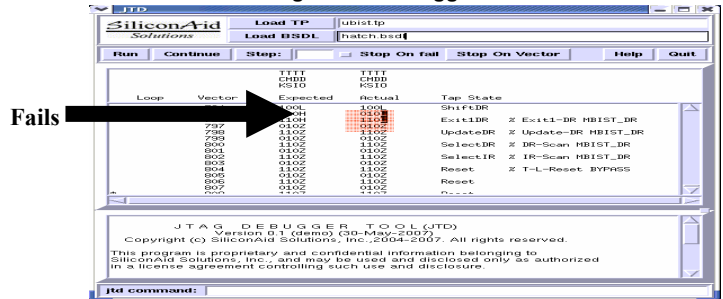 JTD
SiliconAid Solutions
Load TP ubist.tp
Load BSDL hatch.bsdl
Run Continue Step: Stop On fail Stop On Vector Help Quit
TTTT TTTT
CMDD CMDD
KSIO KSIO
Loop Vector Expected Actual Tap State
100L 100L ShiftDR
Fails
110H 110 Exit1DR % Exit1-DR MBIST_DR
797 010Z 010Z
798 110Z 110Z UpdateDR % Update-DR MBIST_DR
799 010Z 010Z
800 110Z 110Z SelectDR % DR-Scan MBIST_DR
801 010Z 010Z
802 110Z 110Z SelectIR % IR-Scan MBIST_DR
803 010Z 010Z
804 110Z 110Z Reset % T-L-Reset BYPASS
805 010Z 010Z
806 110Z 110Z Reset
807 010Z 010Z
JTAG DEBUGGER TOOL(JTD)
Version 0.1 (demo) (30-May-2007)
Copyright (c) SiliconAid Solutions, Inc.,2004-2007. All rights reserved.
This program is proprietary and confidential information belonging to
SiliconAid Solutions, Inc., and may be used and disclosed only as authorized
in a license agreement controlling such use and disclosure.
jtd command: